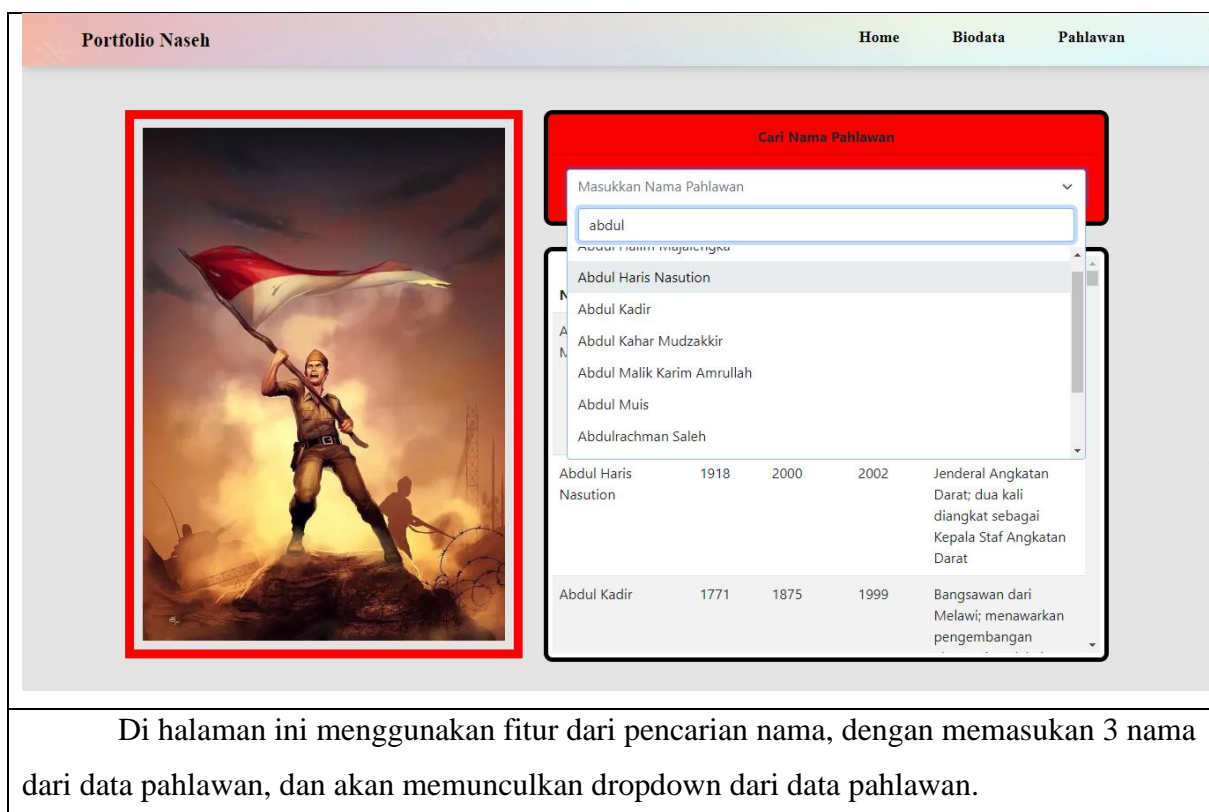 Portfolio Naseh
Home Biodata Pahlawan
Cari Nama Pahlawan
Masukkan Nama Pahlawan
abdul
Abdul Halim Majalengka
Abdul Haris Nasution
Abdul Kadir
Abdul Kahar Mudzakkir
Abdul Malik Karim Amrullah
Abdul Muis
Abdulrachman Saleh
Abdul Haris 1918 2000 2002 Jenderal Angkatan
Nasution Darat; dua kali
diangkat sebagai
Kepala Staf Angkatan
Darat
Abdul Kadir 1771 1875 1999 Bangsawan dari
Melawi; menawarkan
pengembangan
Di halaman ini menggunakan fitur dari pencarian nama, dengan memasukan 3 nama
dari data pahlawan, dan akan memunculkan dropdown dari data pahlawan.